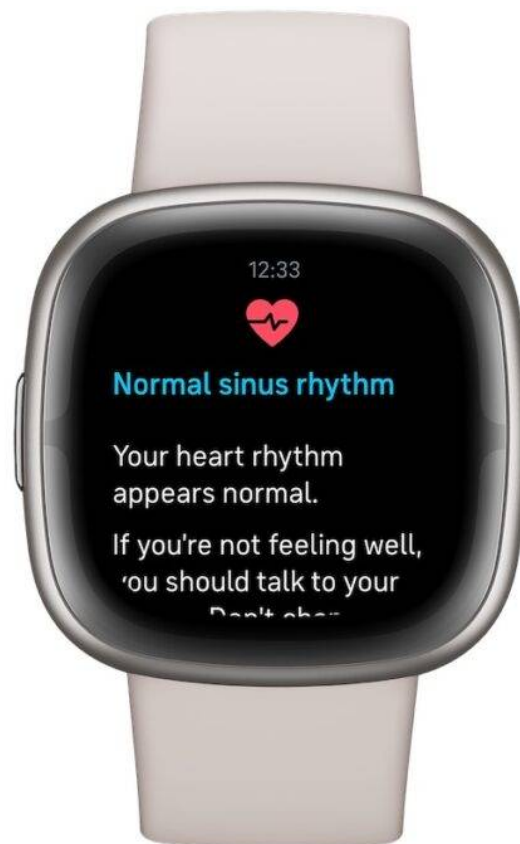 12:33
Normal sinus rhythm
Your heart rhythm
appears normal.
If you're not feeling well,
you should talk to your
Don't